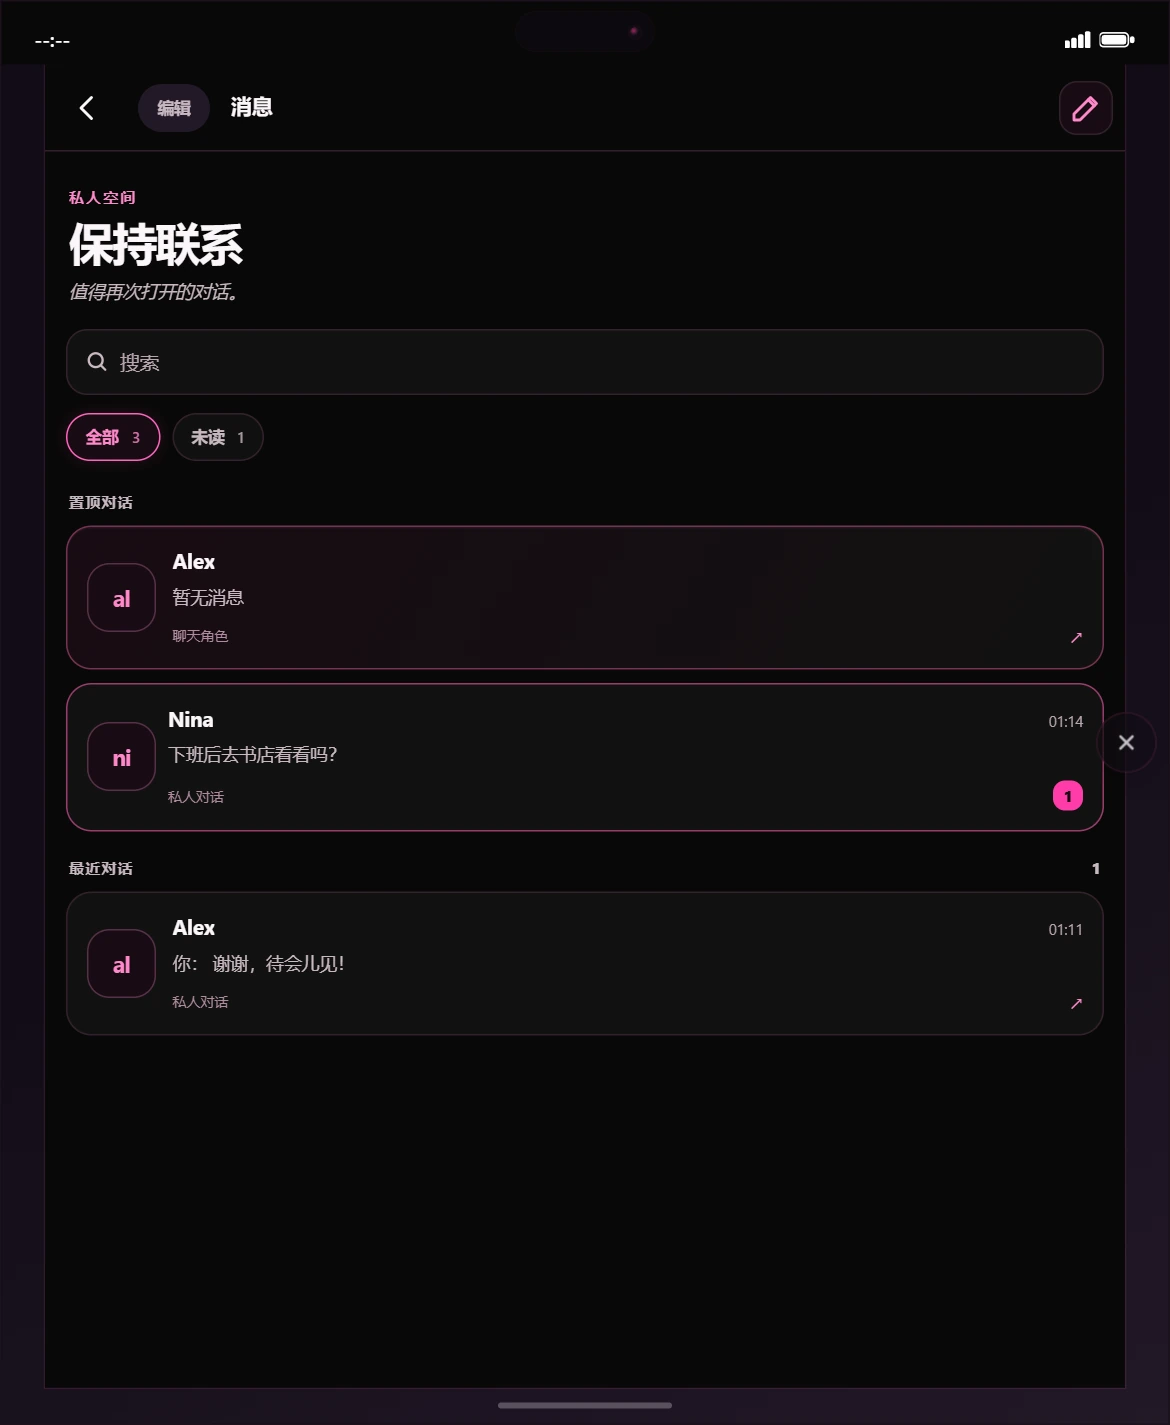 --:--
编辑 消息
私人空间
保持联系
值得再次打开的对话。
搜索
全部 3 未读 1
置顶对话
Alex
al
暂无消息
聊天角色
Nina 01:14
ni
下班后去书店看看吗？
私人对话 1
最近对话 1
Alex 01:11
al
你： 谢谢，待会儿见！
私人对话